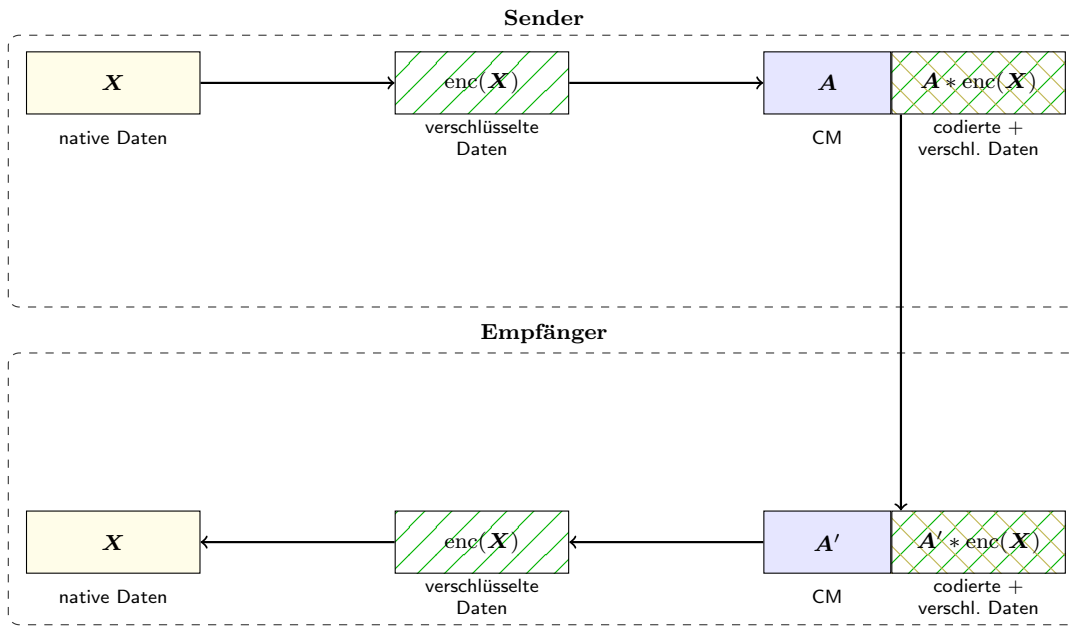 Sender
X
enc(X)
A
A * enc(X)
native Daten
verschlüsselte
Daten
CM
codierte +
verschl. Daten
Empfänger
X
enc(X)
A′
A′ * enc(X)
native Daten
verschlüsselte
Daten
CM
codierte +
verschl. Daten